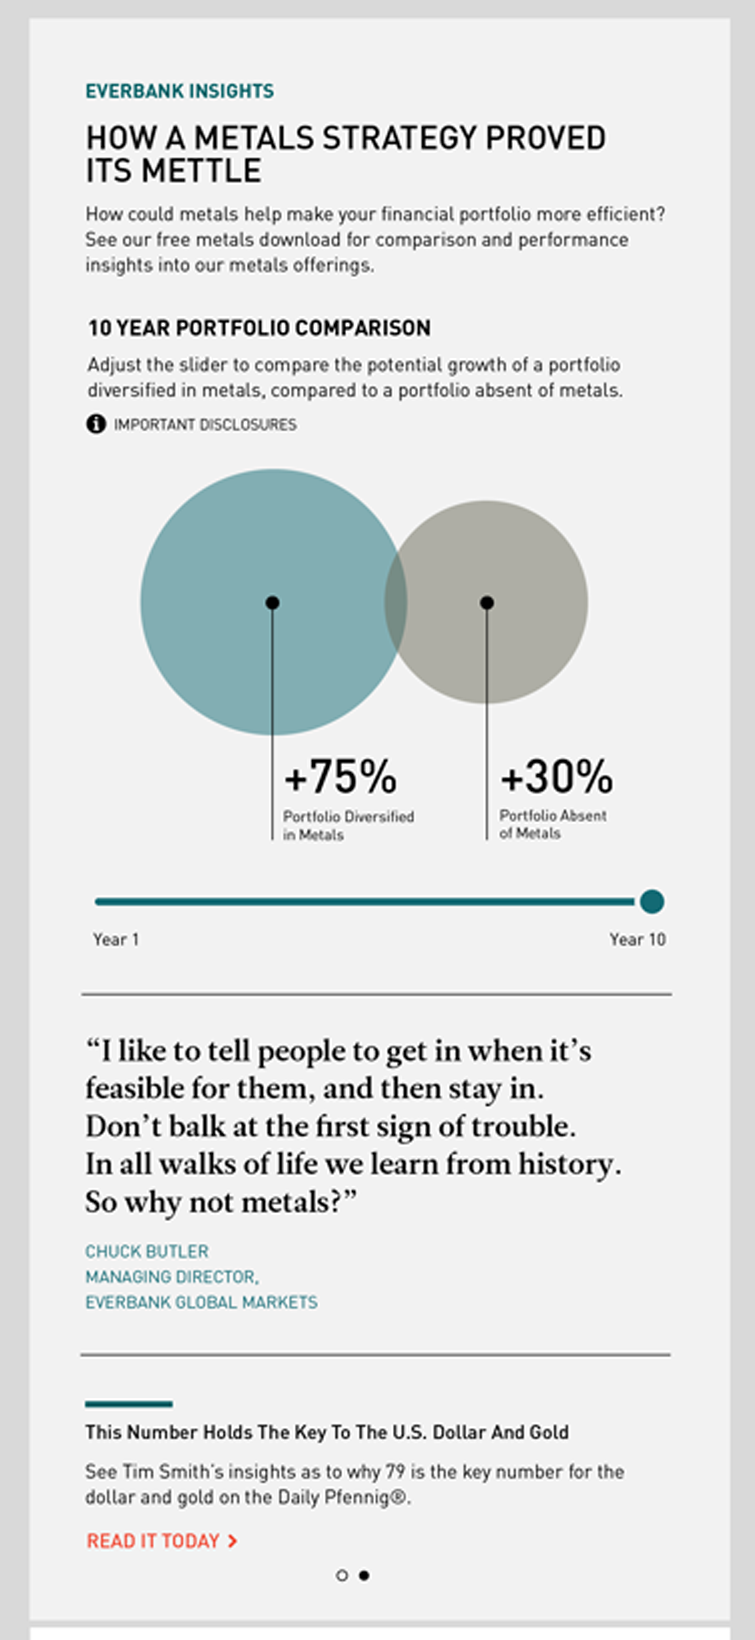 EVERBANK INSIGHTS
HOW A METALS STRATEGY PROVED
ITS METTLE
How could metals help make your financial portfolio more efficient?
See our free metals download for comparison and performance
insights into our metals offerings.
10 YEAR PORTFOLIO COMPARISON
Adjust the slider to compare the potential growth of a portfolio
diversified in metals, compared to a portfolio absent of metals.
i IMPORTANT DISCLOSURES
+75%
Portfolio Diversified
in Metals
+30%
Portfolio Absent
of Metals
Year 1
Year 10
“I like to tell people to get in when it’s
feasible for them, and then stay in.
Don’t balk at the first sign of trouble.
In all walks of life we learn from history.
So why not metals?”
CHUCK BUTLER
MANAGING DIRECTOR,
EVERBANK GLOBAL MARKETS
This Number Holds The Key To The U.S. Dollar And Gold
See Tim Smith’s insights as to why 79 is the key number for the
dollar and gold on the Daily Pfennig®.
READ IT TODAY >